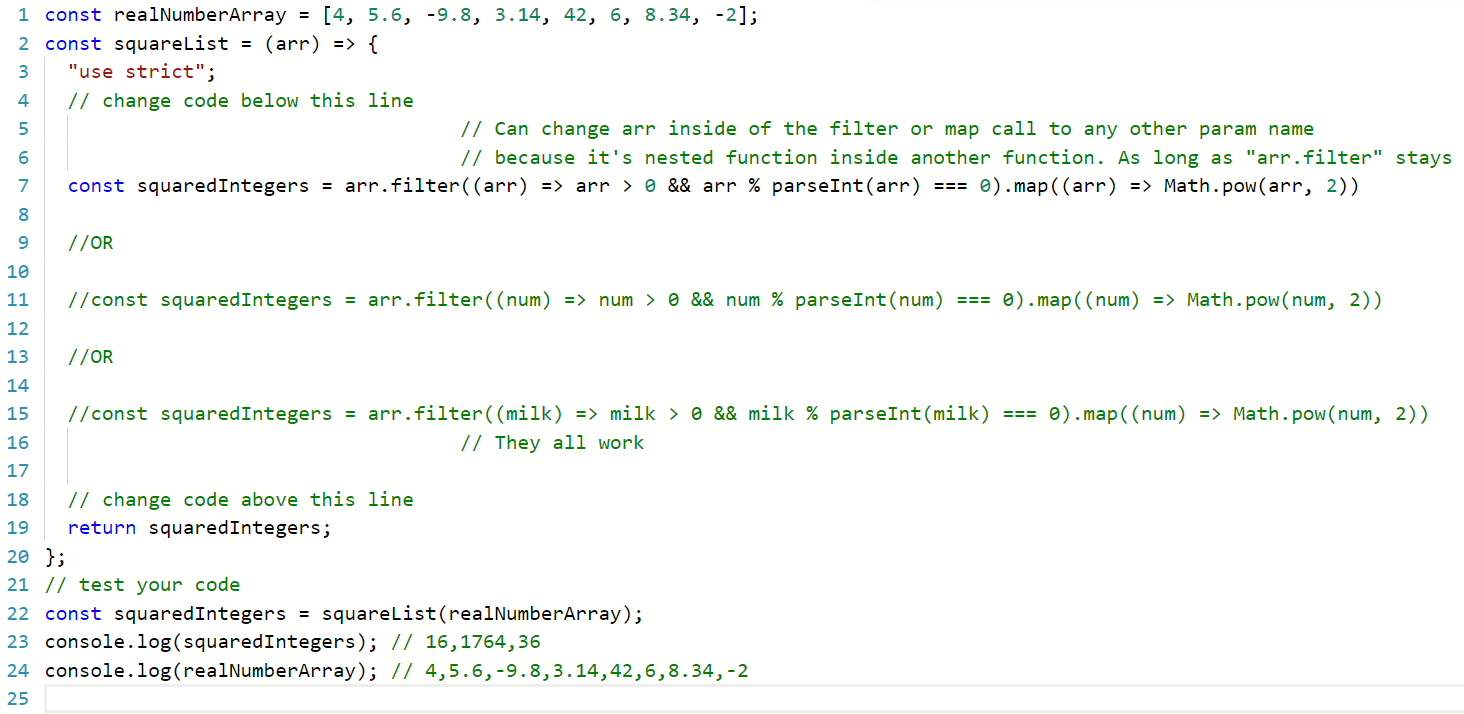 1 const realNumberArray = [4, 5.6, -9.8, 3.14, 42, 6, 8.34, -2];
2 const squareList = (arr) => {
3 "use strict";
4 // change code below this line
5 // Can change arr inside of the filter or map call to any other param name
6 // because it's nested function inside another function. As long as "arr.filter" stays
7 const squaredIntegers = arr.filter((arr) => arr > 0 && arr % parseInt(arr) === 0).map((arr) => Math.pow(arr, 2))
8
9 //OR
10
11 //const squaredIntegers = arr.filter((num) => num > 0 && num % parseInt(num) === 0).map((num) => Math.pow(num, 2))
12
13 //OR
14
15 //const squaredIntegers = arr.filter((milk) => milk > 0 && milk % parseInt(milk) === 0).map((num) => Math.pow(num, 2))
16 // They all work
17
18 // change code above this line
19 return squaredIntegers;
20 };
21 // test your code
22 const squaredIntegers = squareList(realNumberArray);
23 console.log(squaredIntegers); // 16,1764,36
24 console.log(realNumberArray); // 4,5.6,-9.8,3.14,42,6,8.34,-2
25